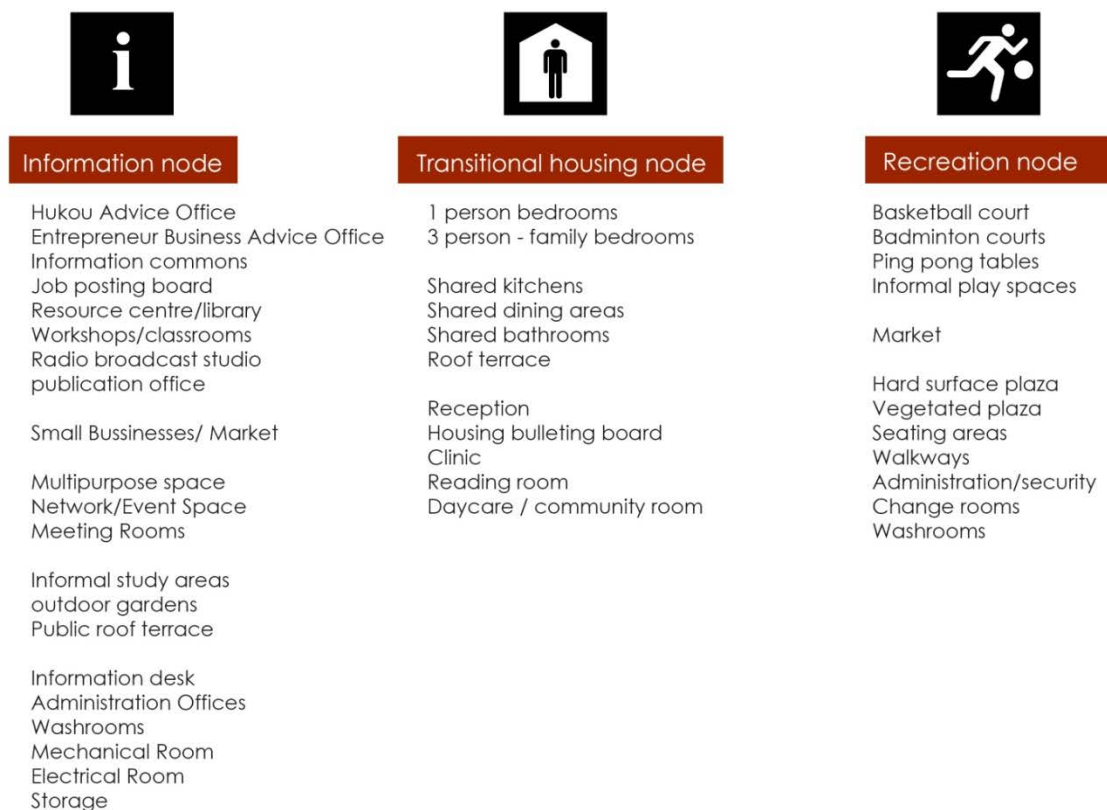 i
Information node
Hukou Advice Office
Entrepreneur Business Advice Office
Information commons
Job posting board
Resource centre/library
Workshops/classrooms
Radio broadcast studio
publication office
Small Bussinesses/ Market
Multipurpose space
Network/Event Space
Meeting Rooms
Informal study areas
outdoor gardens
Public roof terrace
Information desk
Administration Offices
Washrooms
Mechanical Room
Electrical Room
Storage
Transitional housing node
1 person bedrooms
3 person - family bedrooms
Shared kitchens
Shared dining areas
Shared bathrooms
Roof terrace
Reception
Housing bulleting board
Clinic
Reading room
Daycare / community room
Recreation node
Basketball court
Badminton courts
Ping pong tables
Informal play spaces
Market
Hard surface plaza
Vegetated plaza
Seating areas
Walkways
Administration/security
Change rooms
Washrooms